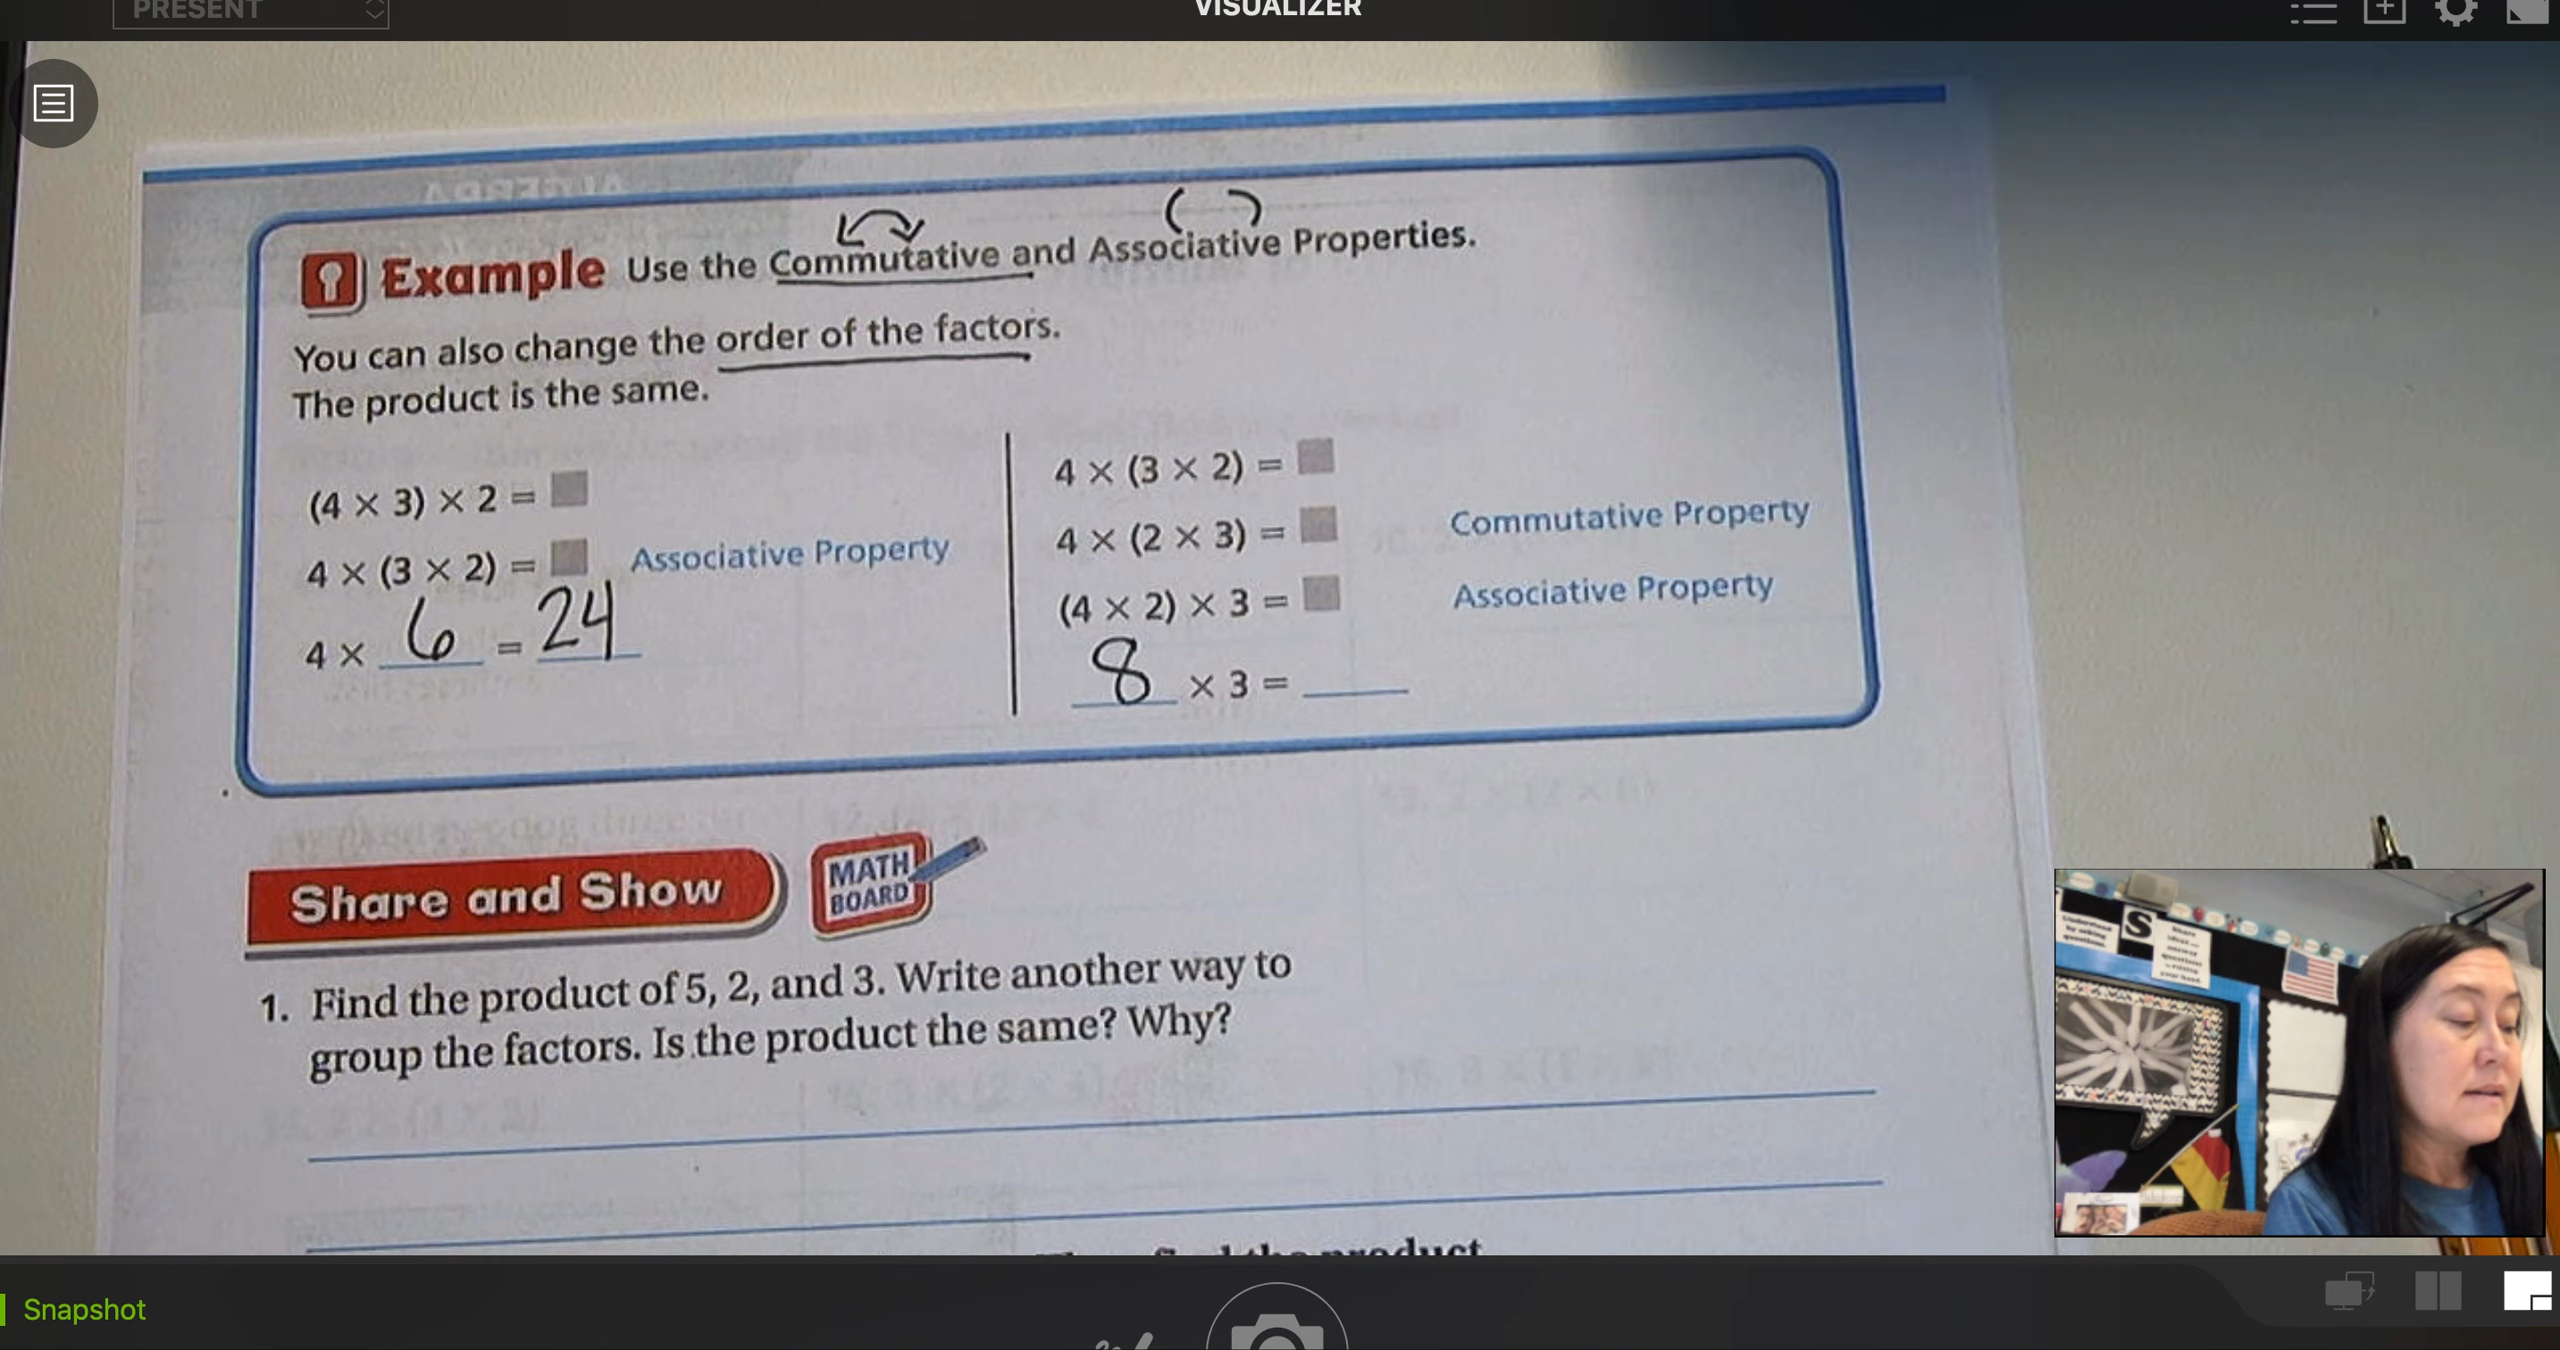 PRESENT
VISUALIZER
Example Use the Commutative and Associative Properties.
You can also change the order of the factors.
The product is the same.
(4 × 3) × 2 =
4 × (3 × 2) = Associative Property
4 × 6 = 24
4 × (3 × 2) =
4 × (2 × 3) = Commutative Property
(4 × 2) × 3 = Associative Property
8 × 3 = ____
Share and Show
MATH
BOARD
1. Find the product of 5, 2, and 3. Write another way to
group the factors. Is the product the same? Why?
the product
S
Snapshot